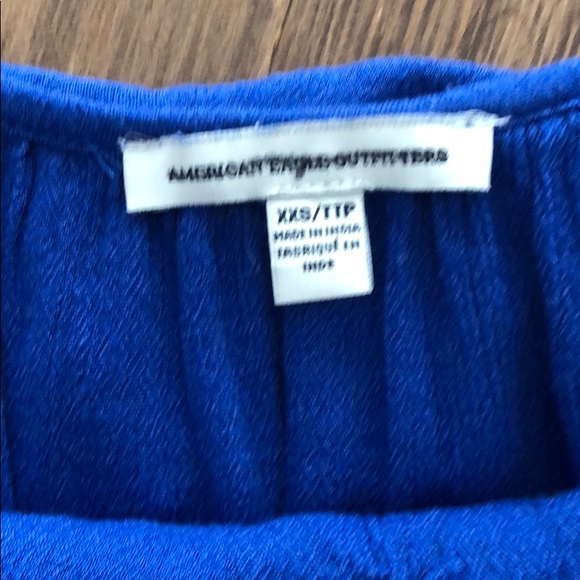 AMERICAN EAGLE OUTFITTERS
XXS/TTP
MADE IN INDIA
FABRIQUÉ EN
INDE